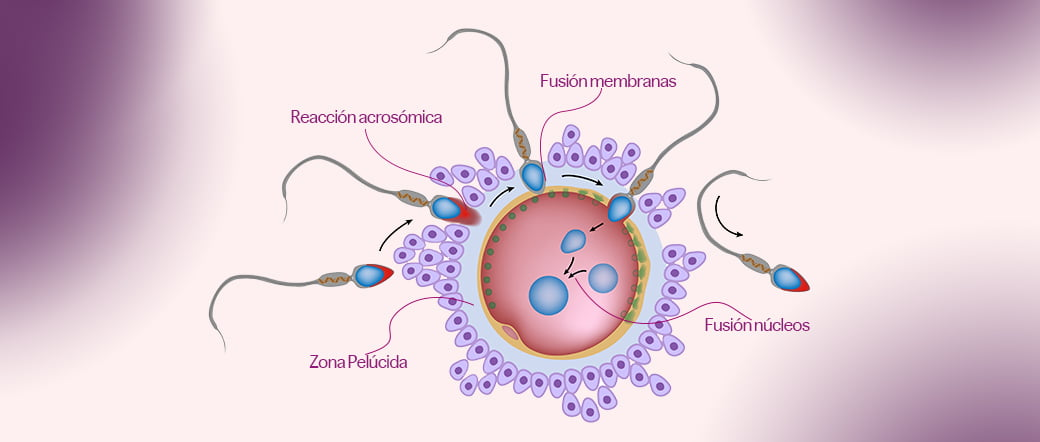 Fusión membranas
Reacción acrosómica
Fusión núcleos
Zona Pelúcida